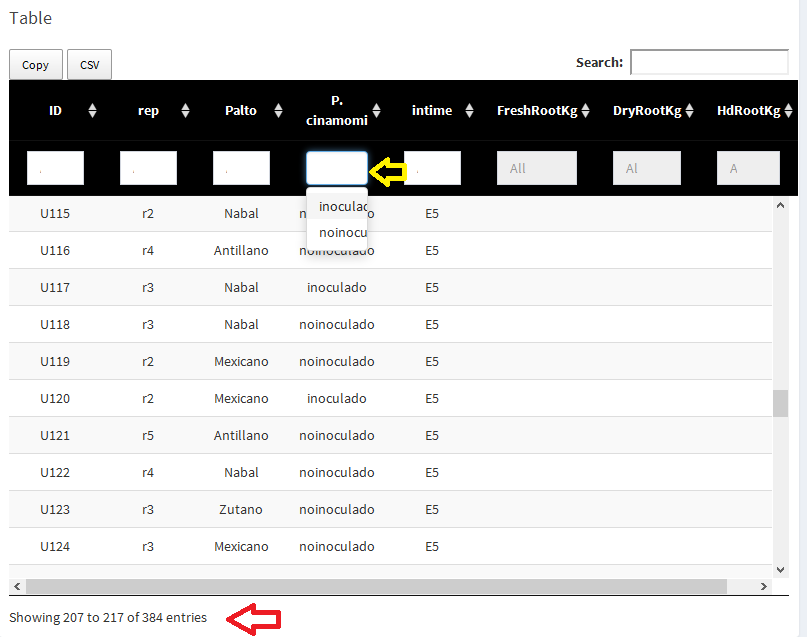 Table
Copy CSV Search:
ID rep Palto P. cinamomi intime FreshRootKg DryRootKg HdRootKg
. . . . All Al A
inoculado
noinocu
U115 r2 Nabal E5
U116 r4 Antillano noinoculado E5
U117 r3 Nabal inoculado E5
U118 r3 Nabal noinoculado E5
U119 r2 Mexicano noinoculado E5
U120 r2 Mexicano inoculado E5
U121 r5 Antillano noinoculado E5
U122 r4 Nabal noinoculado E5
U123 r3 Zutano noinoculado E5
U124 r3 Mexicano noinoculado E5
Showing 207 to 217 of 384 entries